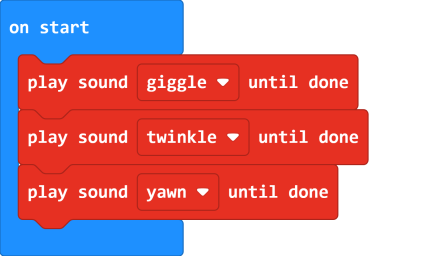 on start
play sound giggle until done
play sound twinkle until done
play sound yawn until done